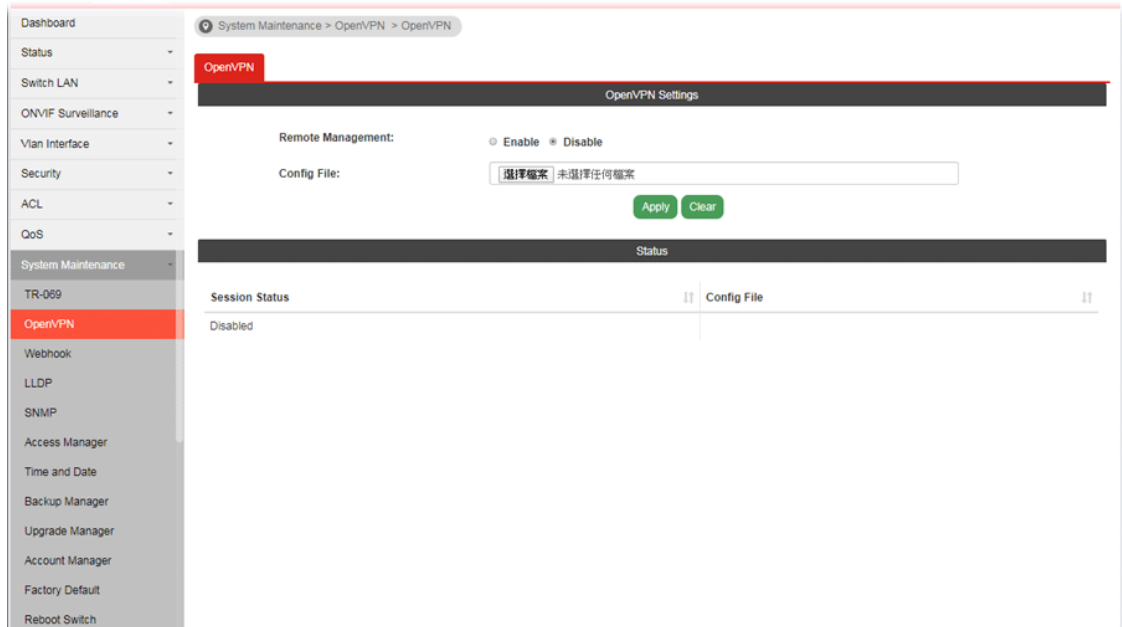 Dashboard
Status
Switch LAN
ONVIF Surveillance
Vlan Interface
Security
ACL
QoS
System Maintenance
TR-069
OpenVPN
Webhook
LLDP
SNMP
Access Manager
Time and Date
Backup Manager
Upgrade Manager
Account Manager
Factory Default
Reboot Switch
System Maintenance > OpenVPN > OpenVPN
OpenVPN
OpenVPN Settings
Remote Management: Enable Disable
Config File: 選擇檔案 未選擇任何檔案
Apply Clear
Status
Session Status Config File
Disabled